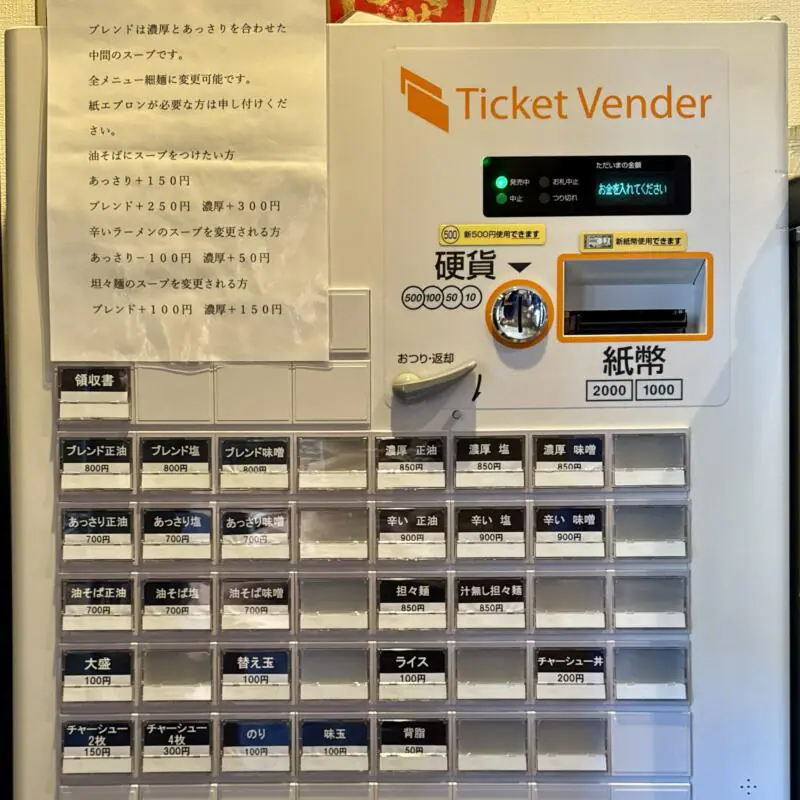 ブレンドは濃厚とあっさりを合わせた
中間のスープです。
全メニュー細麺に変更可能です。
紙エプロンが必要な方は申し付けくだ
さい。
油そばにスープをつけたい方
あっさり＋１５０円
ブレンド＋２５０円　濃厚＋３００円
辛いラーメンのスープを変更される方
あっさり－１００円　濃厚＋５０円
坦々麺のスープを変更される方
ブレンド＋１００円　濃厚＋１５０円
Ticket Vender
ただいまの金額
発売中 お札中止
中止 つり切れ
お金を入れてください
500 新500円使用できます
新紙幣使用できます
硬貨
500 100 50 10
おつり・返却
紙幣
2000 1000
領収書
ブレンド正油 ブレンド塩 ブレンド味噌 濃厚 正油 濃厚 塩 濃厚 味噌
800円 800円 800円 850円 850円 850円
あっさり正油 あっさり塩 あっさり味噌 辛い 正油 辛い 塩 辛い 味噌
700円 700円 700円 900円 900円 900円
油そば正油 油そば塩 油そば味噌 担々麺 汁無し担々麺
700円 700円 700円 850円 850円
大盛 替え玉 ライス チャーシュー丼
100円 100円 100円 200円
チャーシュー チャーシュー のり 味玉 背脂
2枚 4枚
150円 300円 100円 100円 50円